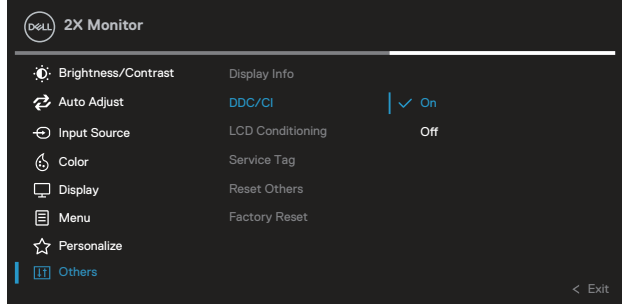 DELL 2X Monitor
Brightness/Contrast Display Info
Auto Adjust DDC/CI On
Input Source LCD Conditioning Off
Color Service Tag
Display Reset Others
Menu Factory Reset
Personalize
Others
< Exit